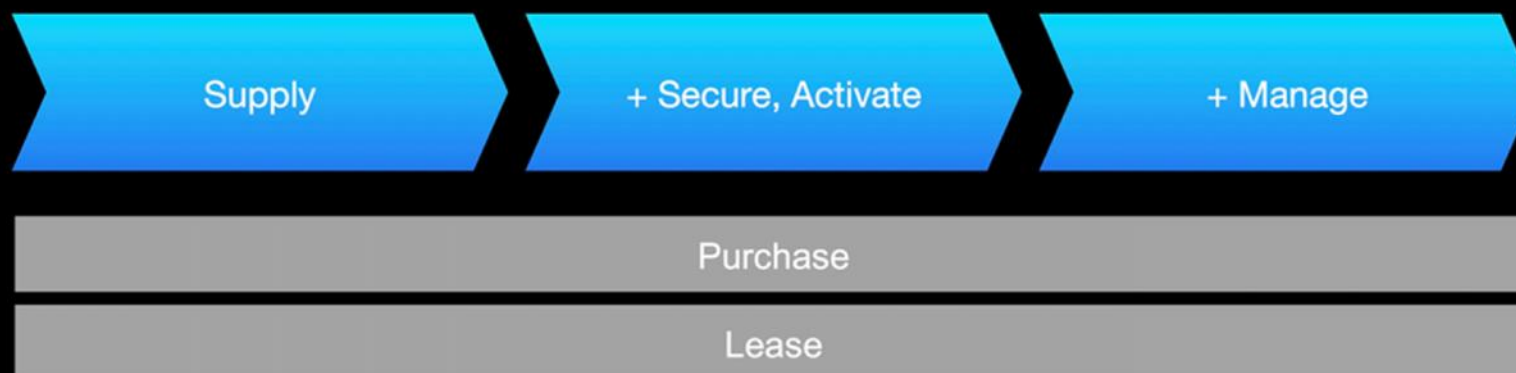 Supply
+ Secure, Activate
+ Manage
Purchase
Lease